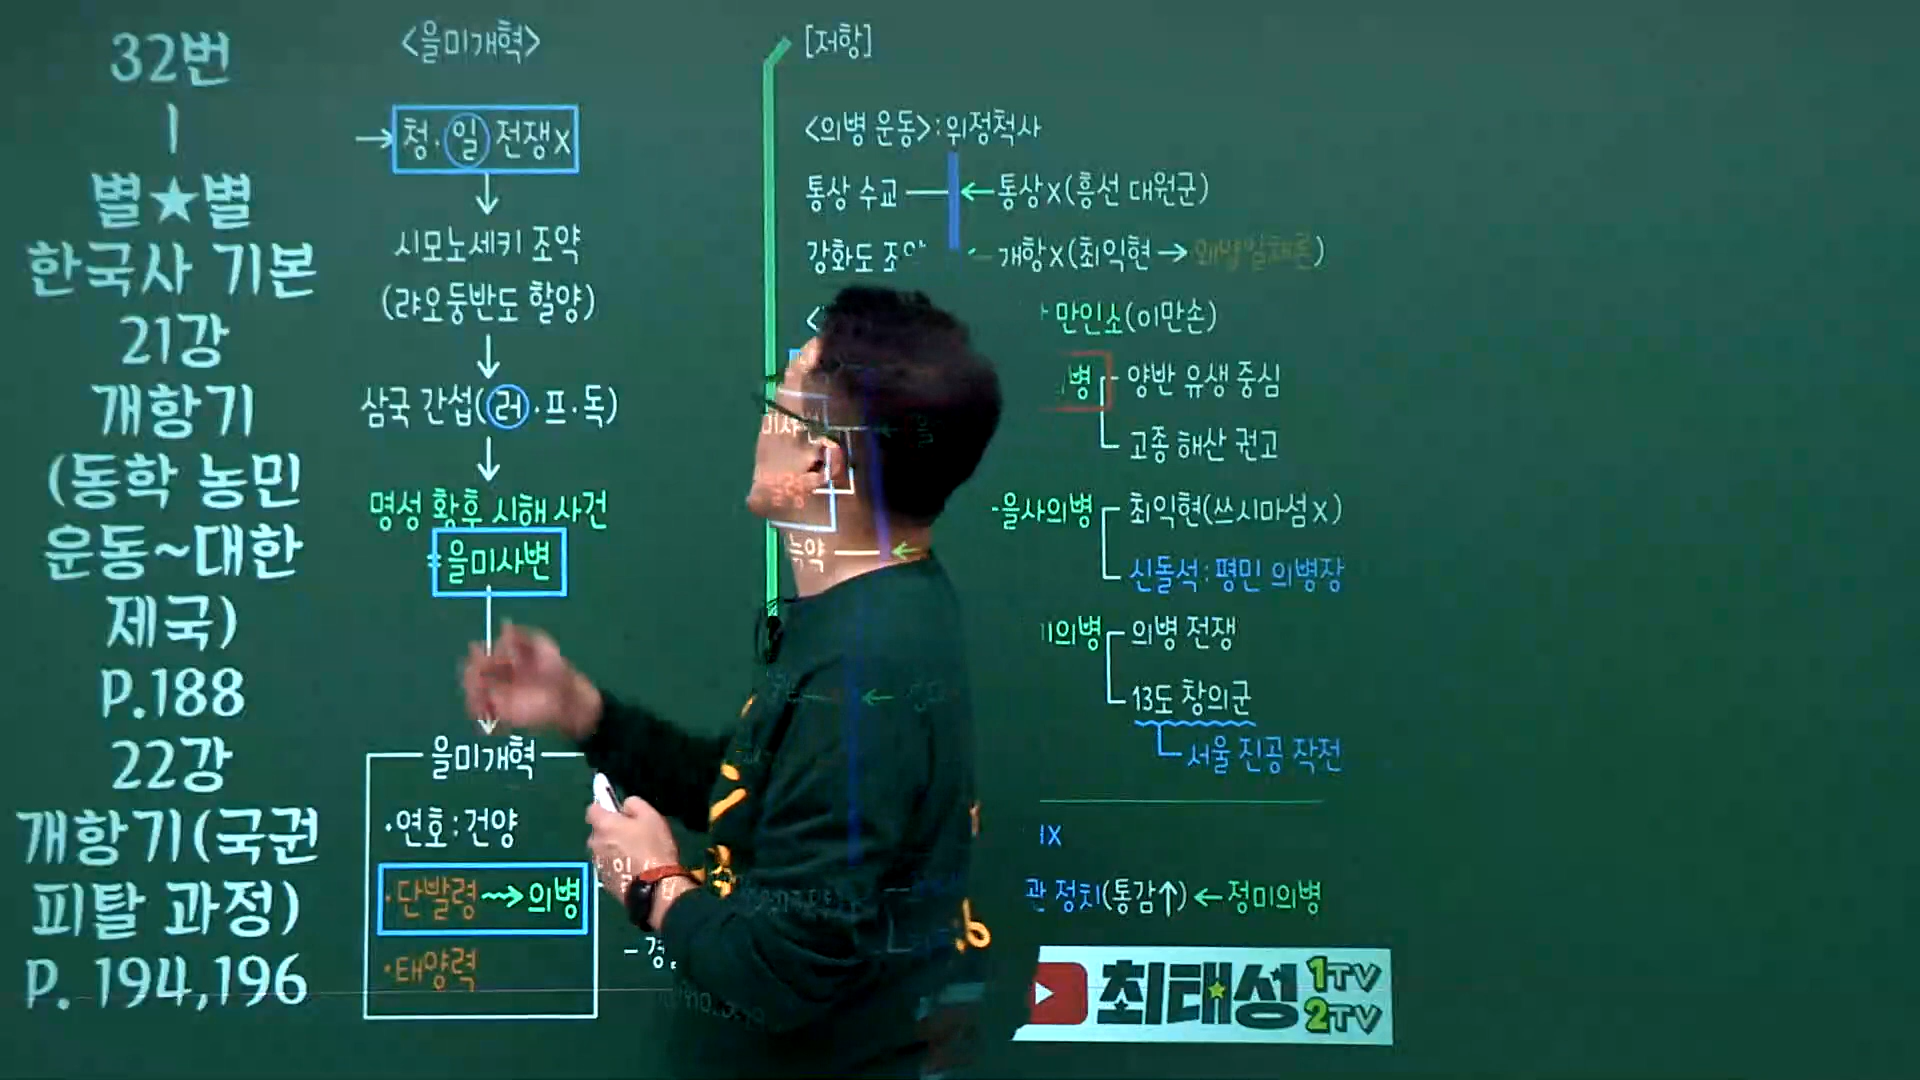 32번
|
별★별
한국사 기본
21강
개항기
(동학 농민
운동~대한
제국)
P.188
22강
개항기(국권
피탈 과정)
P. 194,196
<을미개혁>
→청·일 전쟁x
시모노세키 조약
(랴오둥반도 할양)
삼국 간섭(러·프·독)
명성 황후 시해 사건
=을미사변
을미개혁
·연호:건양
·단발령→의병
·태양력
[저항]
<의병 운동>:위정척사
통상 수교 ← 통상x(흥선 대원군)
강화도 ← 개항x(최익현→왜양일체론)
만인소(이만손)
병 양반 유생 중심
고종 해산 권고
을사의병 최익현(쓰시마섬x)
신돌석:평민 의병장
의병 의병 전쟁
13도 창의군
서울 진공 작전
x
관 정치(통감↑)←정미의병
최태성 1TV
2TV